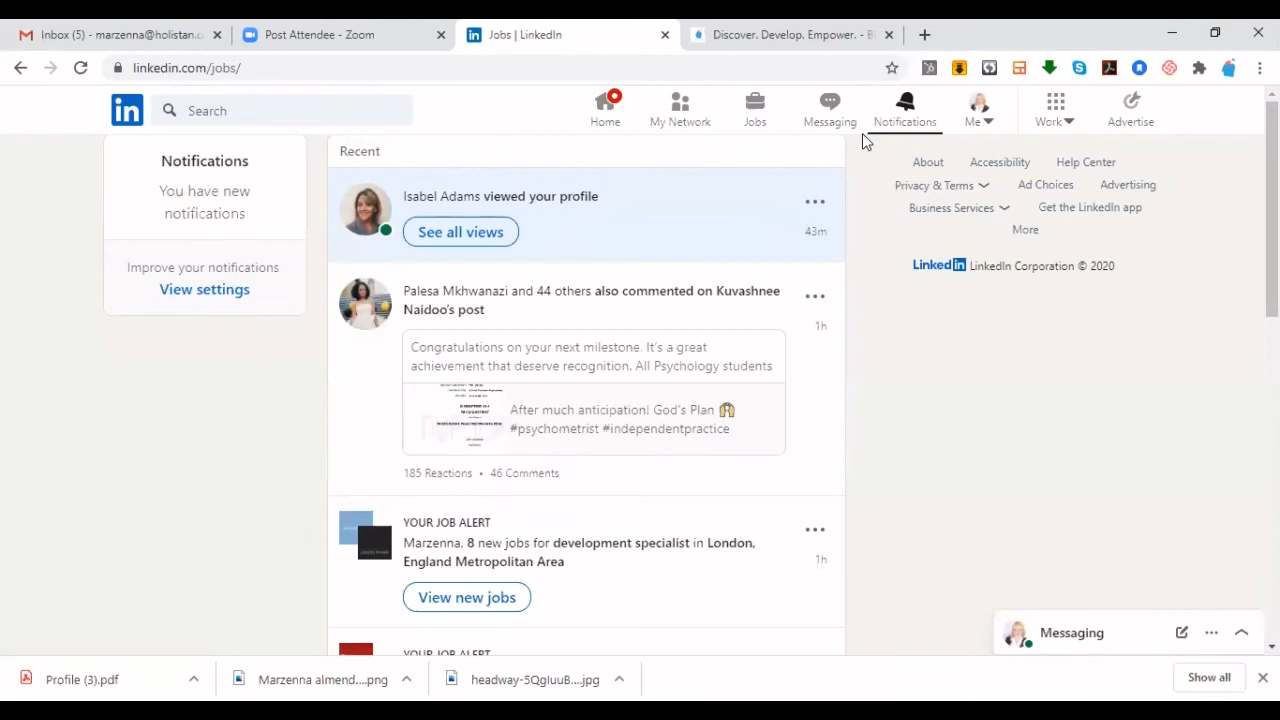 Inbox (5) - marzenna@holistan.c
Post Attendee - Zoom
Jobs | LinkedIn
Discover. Develop. Empower. - Bl
linkedin.com/jobs/
in
Search
Home
My Network
Jobs
Messaging
Notifications
Me
Work
Advertise
Notifications
You have new
notifications
Improve your notifications
View settings
Recent
Isabel Adams viewed your profile
See all views
43m
Palesa Mkhwanazi and 44 others also commented on Kuvashnee
Naidoo's post
1h
Congratulations on your next milestone. It's a great
achievement that deserve recognition. All Psychology students
After much anticipation! God's Plan
#psychometrist #independentpractice
185 Reactions • 46 Comments
YOUR JOB ALERT
Marzenna, 8 new jobs for development specialist in London,
England Metropolitan Area
1h
View new jobs
YOUR JOB ALERT
About Accessibility Help Center
Privacy & Terms Ad Choices Advertising
Business Services Get the LinkedIn app
More
LinkedIn LinkedIn Corporation © 2020
Messaging
Profile (3).pdf
Marzenna almend....png
headway-5QgIuuB....jpg
Show all